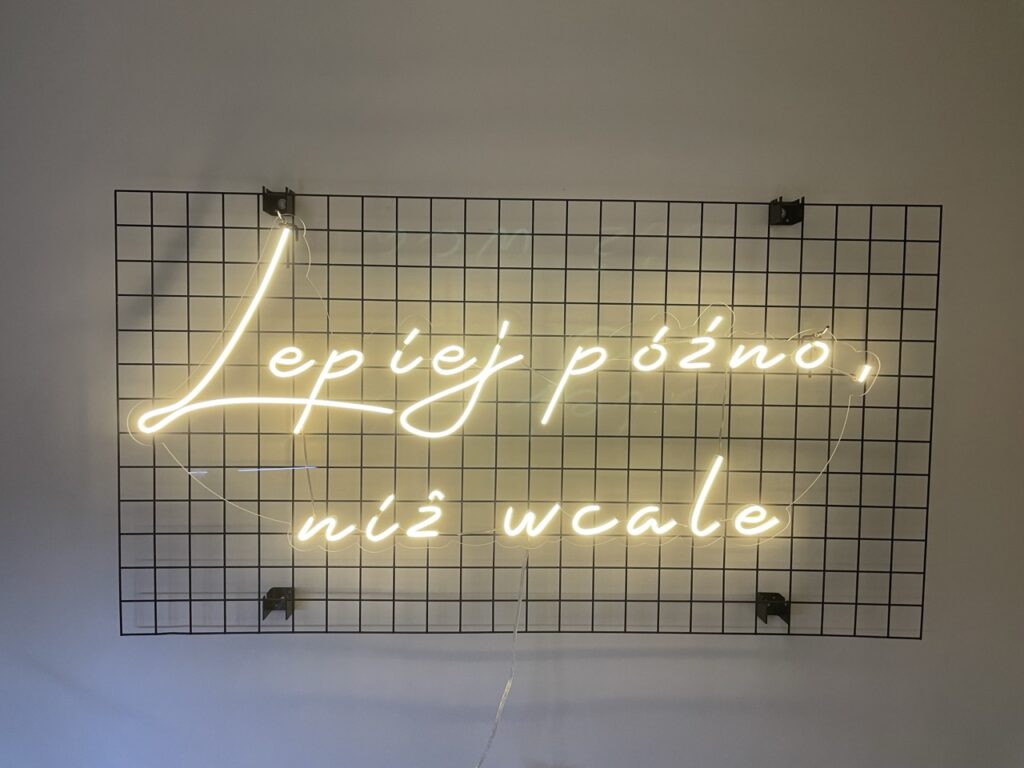 Lepiej późno,
niż wcale